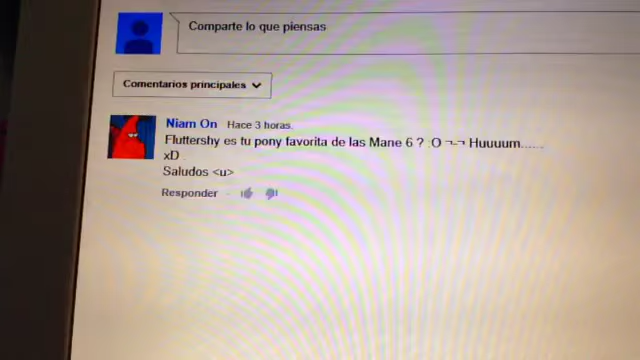 Comparte lo que piensas
Comentarios principales
Niam On Hace 3 horas.
Fluttershy es tu pony favorita de las Mane 6 ? :O ¬¬ Huuuum......
xD
Saludos <u>
Responder